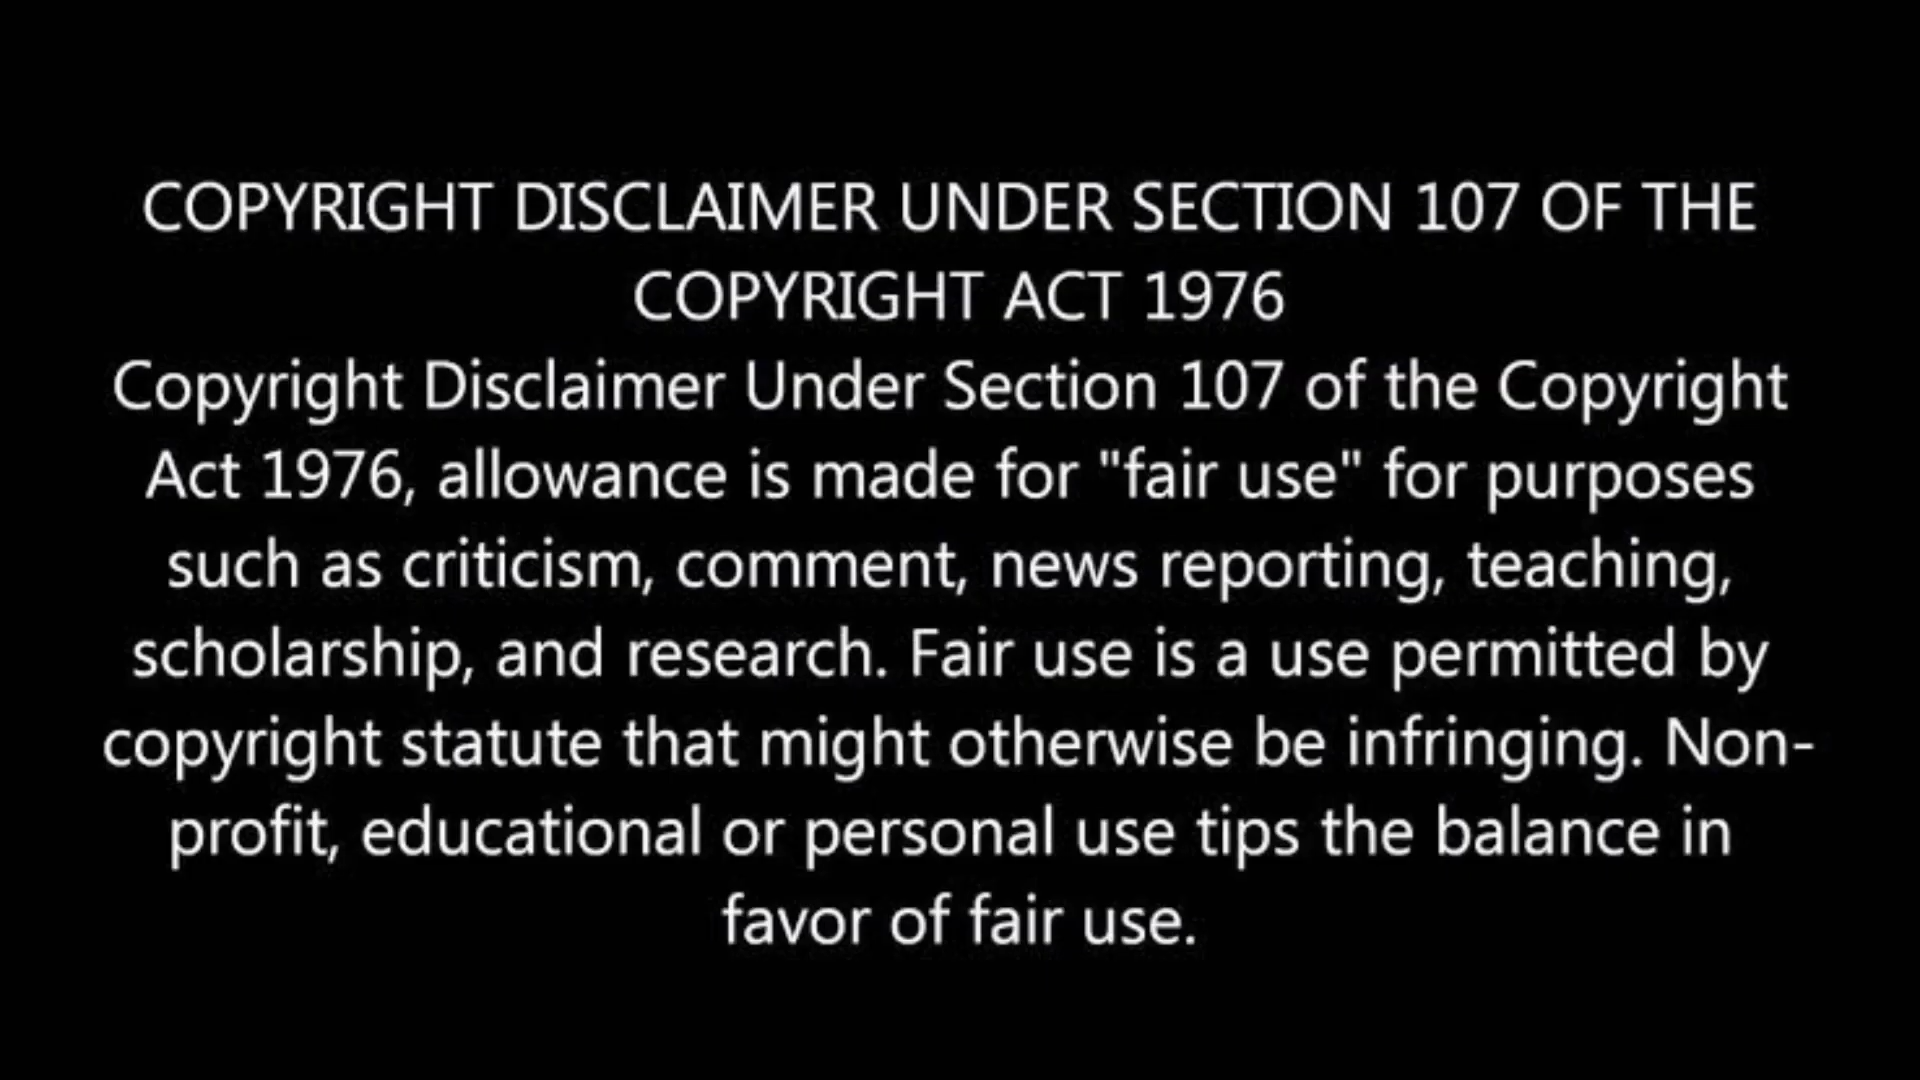 COPYRIGHT DISCLAIMER UNDER SECTION 107 OF THE
COPYRIGHT ACT 1976
Copyright Disclaimer Under Section 107 of the Copyright
Act 1976, allowance is made for "fair use" for purposes
such as criticism, comment, news reporting, teaching,
scholarship, and research. Fair use is a use permitted by
copyright statute that might otherwise be infringing. Non-
profit, educational or personal use tips the balance in
favor of fair use.